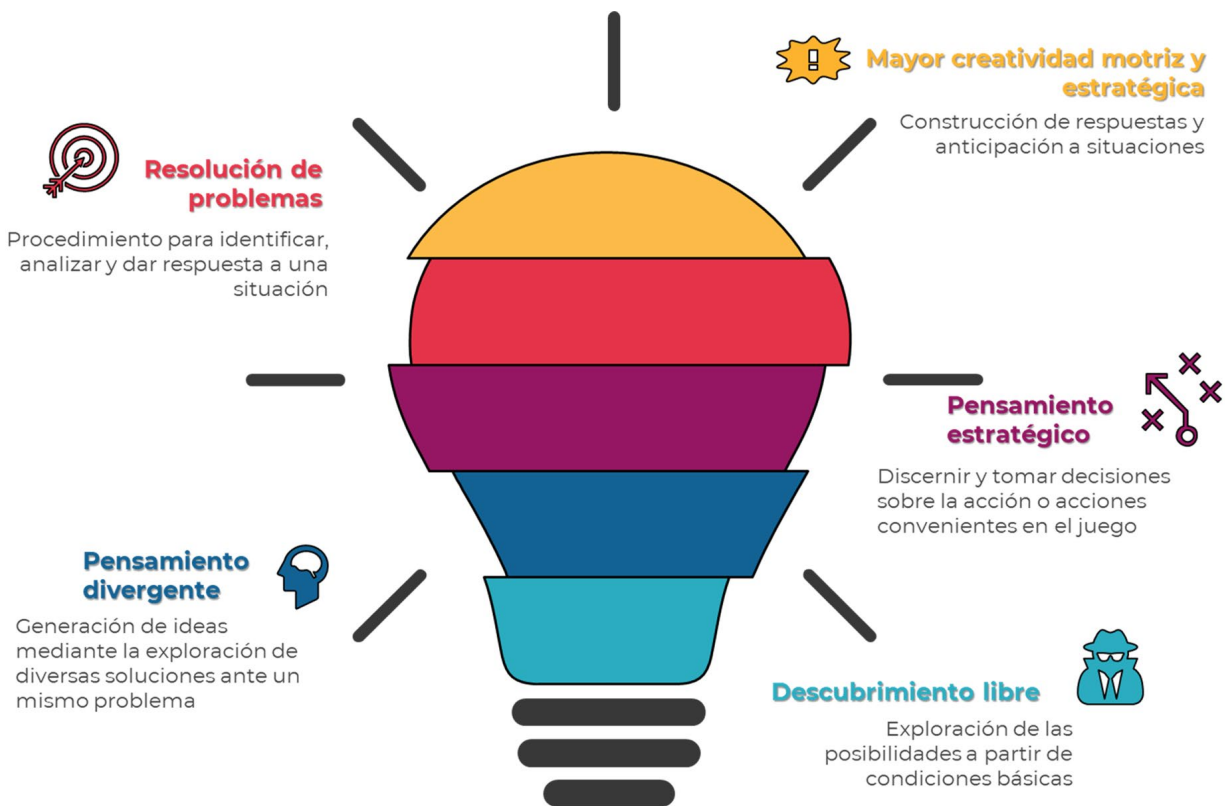 Mayor creatividad motriz y
estratégica
Construcción de respuestas y
anticipación a situaciones
Resolución de
problemas
Procedimiento para identificar,
analizar y dar respuesta a una
situación
Pensamiento
estratégico
Discernir y tomar decisiones
sobre la acción o acciones
convenientes en el juego
Pensamiento
divergente
Generación de ideas
mediante la exploración de
diversas soluciones ante un
mismo problema
Descubrimiento libre
Exploración de las
posibilidades a partir de
condiciones básicas